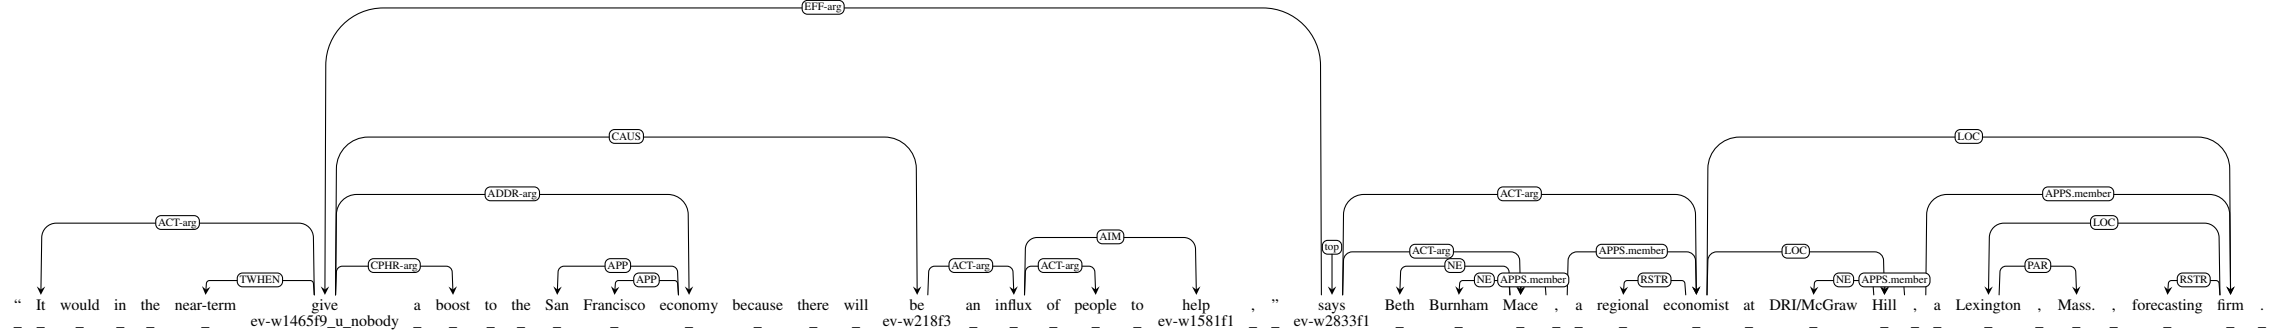 EFF-arg
CAUS LOC
ADDR-arg ACT-arg APPS.member
ACT-arg LOC
AIM
top
ACT-arg APPS.member LOC
CPHR-arg APP ACT-arg ACT-arg NE PAR
TWHEN APP NE APPS.member RSTR NE APPS.member RSTR
“ It would in the near-term give a boost to the San Francisco economy because there will be an influx of people to help , ” says Beth Burnham Mace , a regional economist at DRI/McGraw Hill , a Lexington , Mass. , forecasting firm .
_ _ _ _ _ _ ev-w1465f9_u_nobody _ _ _ _ _ _ _ _ _ _ ev-w218f3 _ _ _ _ _ ev-w1581f1 _ _ ev-w2833f1 _ _ _ _ _ _ _ _ _ _ _ _ _ _ _ _ _ _ _